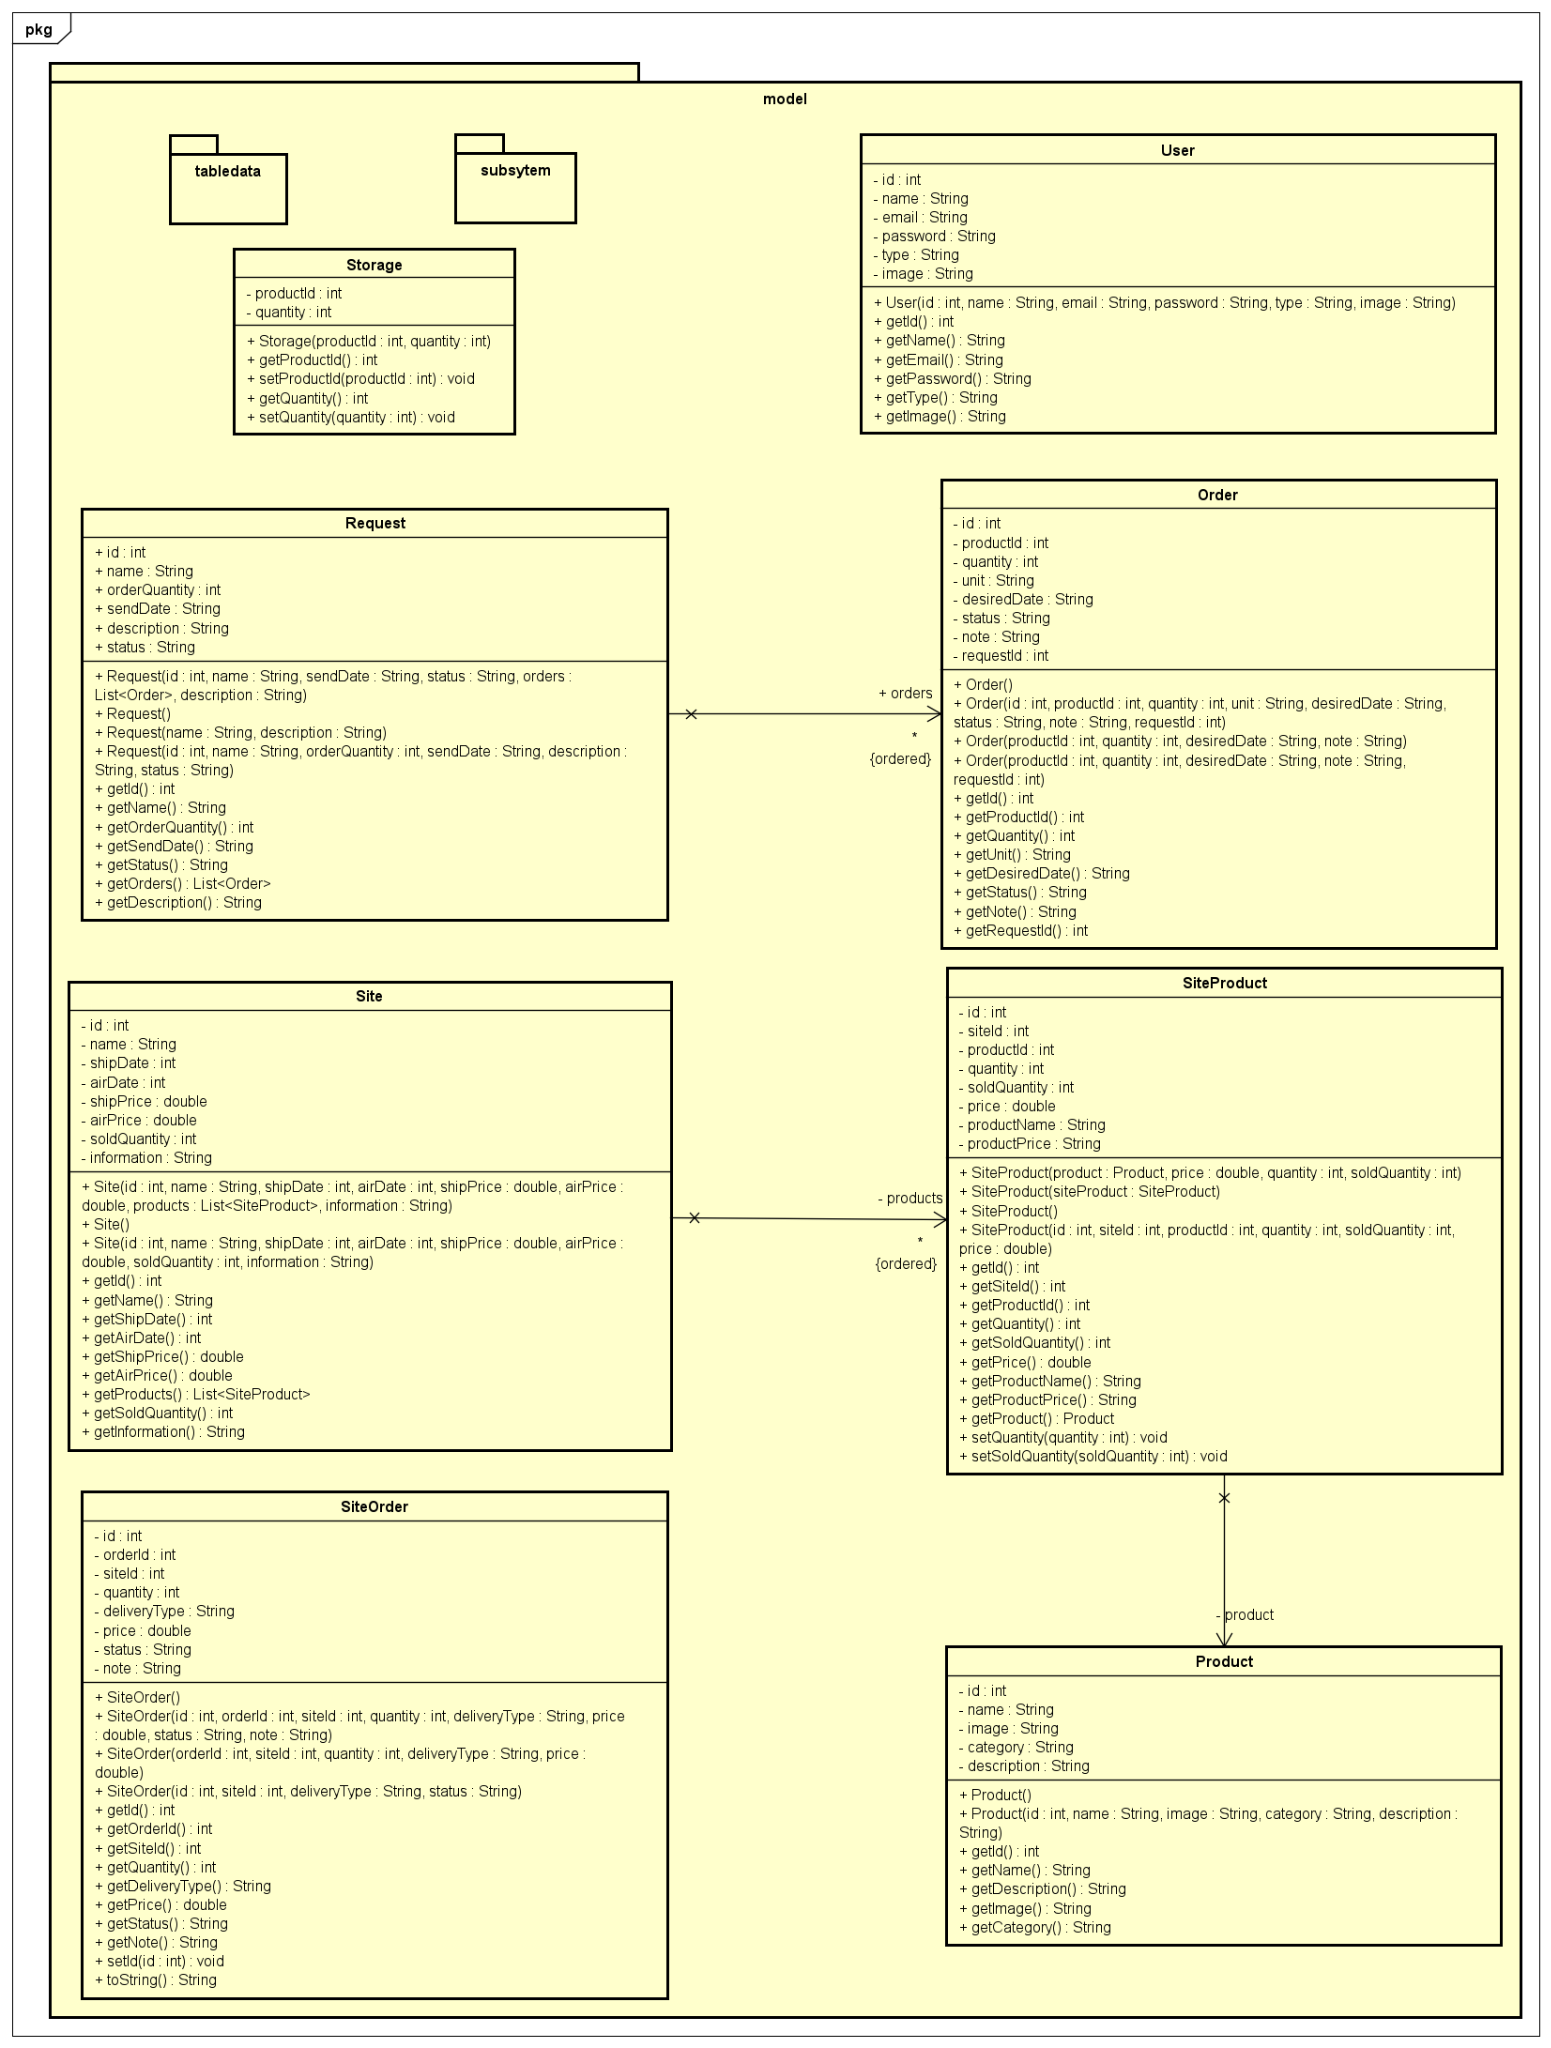 pkg
model
tabledata
subsytem
User
- id : int
- name : String
- email : String
- password : String
- type : String
- image : String
+ User(id : int, name : String, email : String, password : String, type : String, image : String)
+ getId() : int
+ getName() : String
+ getEmail() : String
+ getPassword() : String
+ getType() : String
+ getImage() : String
Storage
- productId : int
- quantity : int
+ Storage(productId : int, quantity : int)
+ getProductId() : int
+ setProductId(productId : int) : void
+ getQuantity() : int
+ setQuantity(quantity : int) : void
Request
+ id : int
+ name : String
+ orderQuantity : int
+ sendDate : String
+ description : String
+ status : String
+ Request(id : int, name : String, sendDate : String, status : String, orders :
List<Order>, description : String)
+ Request()
+ Request(name : String, description : String)
+ Request(id : int, name : String, orderQuantity : int, sendDate : String, description :
String, status : String)
+ getId() : int
+ getName() : String
+ getOrderQuantity() : int
+ getSendDate() : String
+ getStatus() : String
+ getOrders() : List<Order>
+ getDescription() : String
+ orders
*
{ordered}
Order
- id : int
- productId : int
- quantity : int
- unit : String
- desiredDate : String
- status : String
- note : String
- requestId : int
+ Order()
+ Order(id : int, productId : int, quantity : int, unit : String, desiredDate : String,
status : String, note : String, requestId : int)
+ Order(productId : int, quantity : int, desiredDate : String, note : String)
+ Order(productId : int, quantity : int, desiredDate : String, note : String,
requestId : int)
+ getId() : int
+ getProductId() : int
+ getQuantity() : int
+ getUnit() : String
+ getDesiredDate() : String
+ getStatus() : String
+ getNote() : String
+ getRequestId() : int
Site
- id : int
- name : String
- shipDate : int
- airDate : int
- shipPrice : double
- airPrice : double
- soldQuantity : int
- information : String
+ Site(id : int, name : String, shipDate : int, airDate : int, shipPrice : double, airPrice :
double, products : List<SiteProduct>, information : String)
+ Site()
+ Site(id : int, name : String, shipDate : int, airDate : int, shipPrice : double, airPrice :
double, soldQuantity : int, information : String)
+ getId() : int
+ getName() : String
+ getShipDate() : int
+ getAirDate() : int
+ getShipPrice() : double
+ getAirPrice() : double
+ getProducts() : List<SiteProduct>
+ getSoldQuantity() : int
+ getInformation() : String
- products
*
{ordered}
SiteProduct
- id : int
- siteId : int
- productId : int
- quantity : int
- soldQuantity : int
- price : double
- productName : String
- productPrice : String
+ SiteProduct(product : Product, price : double, quantity : int, soldQuantity : int)
+ SiteProduct(siteProduct : SiteProduct)
+ SiteProduct()
+ SiteProduct(id : int, siteId : int, productId : int, quantity : int, soldQuantity : int,
price : double)
+ getId() : int
+ getSiteId() : int
+ getProductId() : int
+ getQuantity() : int
+ getSoldQuantity() : int
+ getPrice() : double
+ getProductName() : String
+ getProductPrice() : String
+ getProduct() : Product
+ setQuantity(quantity : int) : void
+ setSoldQuantity(soldQuantity : int) : void
SiteOrder
- id : int
- orderId : int
- siteId : int
- quantity : int
- deliveryType : String
- price : double
- status : String
- note : String
+ SiteOrder()
+ SiteOrder(id : int, orderId : int, siteId : int, quantity : int, deliveryType : String, price
: double, status : String, note : String)
+ SiteOrder(orderId : int, siteId : int, quantity : int, deliveryType : String, price :
double)
+ SiteOrder(id : int, siteId : int, deliveryType : String, status : String)
+ getId() : int
+ getOrderId() : int
+ getSiteId() : int
+ getQuantity() : int
+ getDeliveryType() : String
+ getPrice() : double
+ getStatus() : String
+ getNote() : String
+ setId(id : int) : void
+ toString() : String
- product
Product
- id : int
- name : String
- image : String
- category : String
- description : String
+ Product()
+ Product(id : int, name : String, image : String, category : String, description :
String)
+ getId() : int
+ getName() : String
+ getDescription() : String
+ getImage() : String
+ getCategory() : String